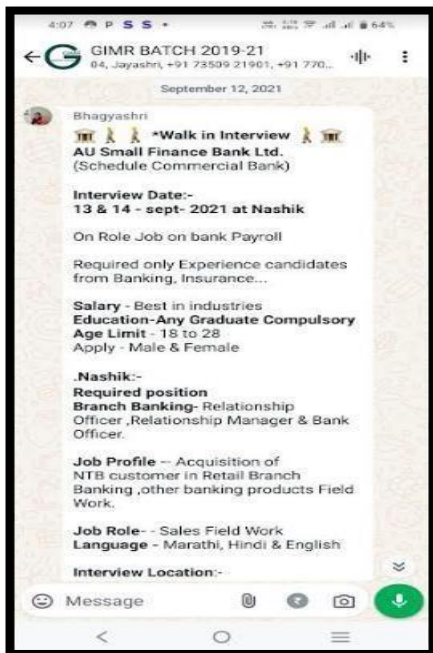 4:07 P S S • 64%
GIMR BATCH 2019-21
04, Jayashri, +91 73509 21901, +91 770...
September 12, 2021
Bhagyashri
*Walk in Interview
AU Small Finance Bank Ltd.
(Schedule Commercial Bank)
Interview Date:-
13 & 14 - sept- 2021 at Nashik
On Role Job on bank Payroll
Required only Experience candidates
from Banking, Insurance...
Salary - Best in industries
Education-Any Graduate Compulsory
Age Limit - 18 to 28
Apply - Male & Female
.Nashik:-
Required position
Branch Banking- Relationship
Officer ,Relationship Manager & Bank
Officer.
Job Profile -- Acquisition of
NTB customer in Retail Branch
Banking ,other banking products Field
Work.
Job Role- - Sales Field Work
Language - Marathi, Hindi & English
Interview Location:-
Message